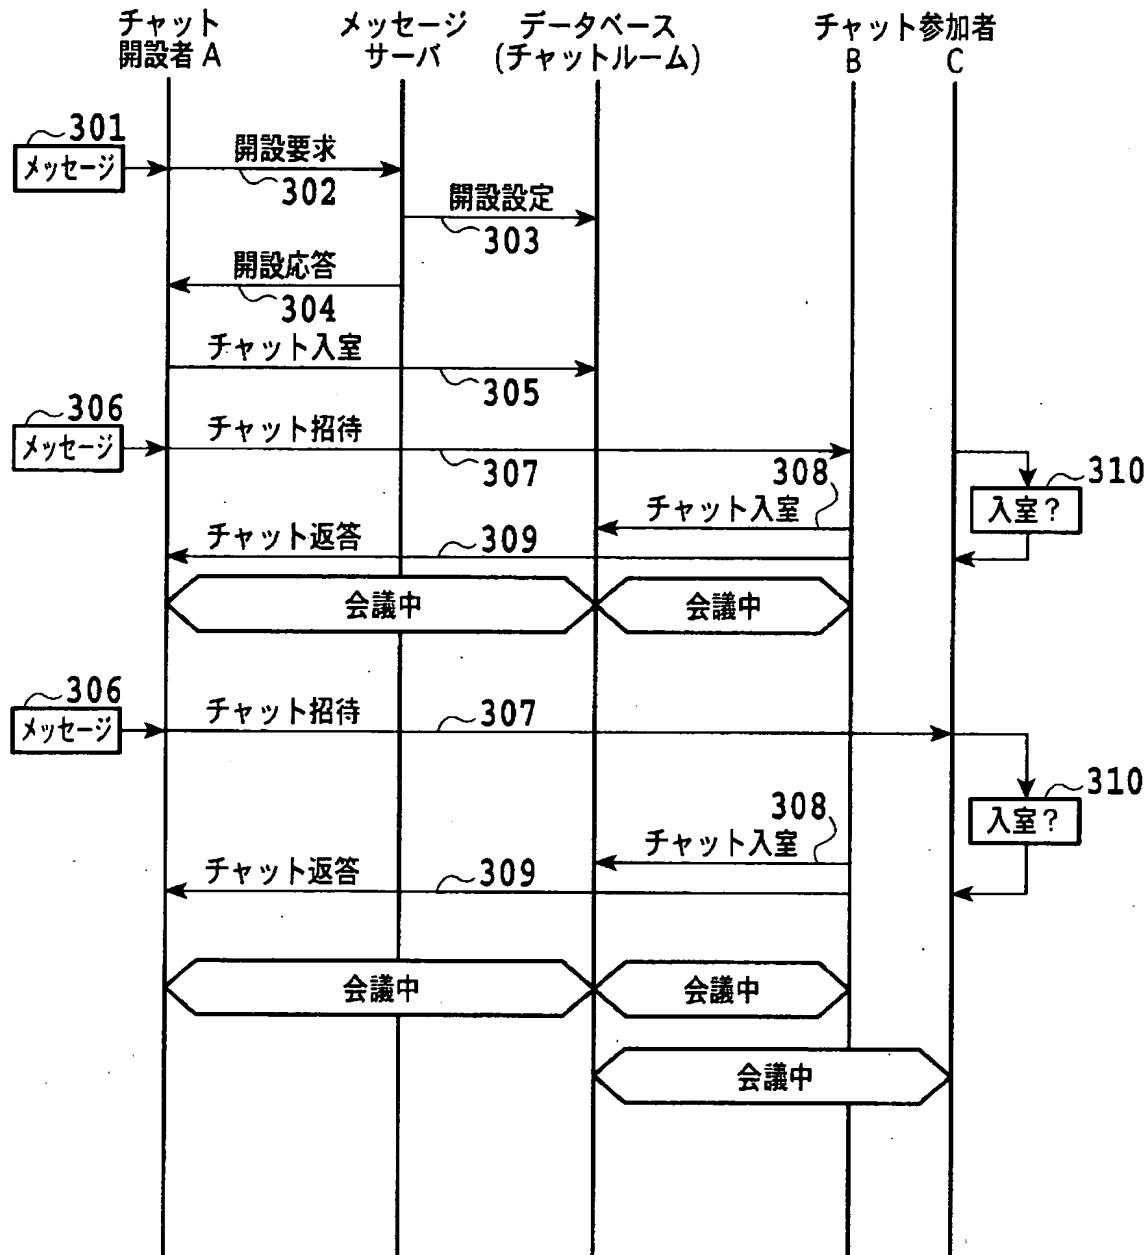 チャット
開設者 A
メッセージ
サーバ
データベース
(チャットルーム)
チャット参加者
B
C
301
メッセージ
開設要求
302
開設設定
303
開設応答
304
チャット入室
305
306
メッセージ
チャット招待
307
308
チャット入室
310
入室?
チャット返答
309
会議中
会議中
306
メッセージ
チャット招待
307
310
入室?
308
チャット入室
チャット返答
309
会議中
会議中
会議中